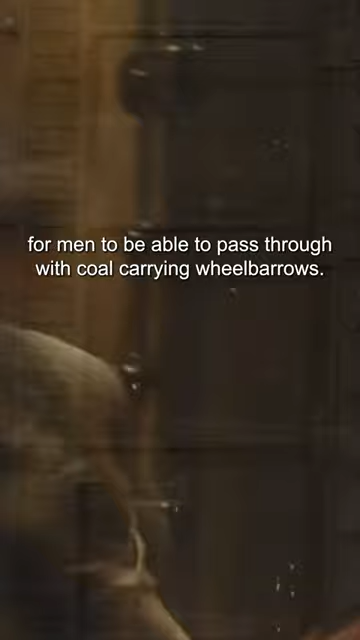 for men to be able to pass through
with coal carrying wheelbarrows.